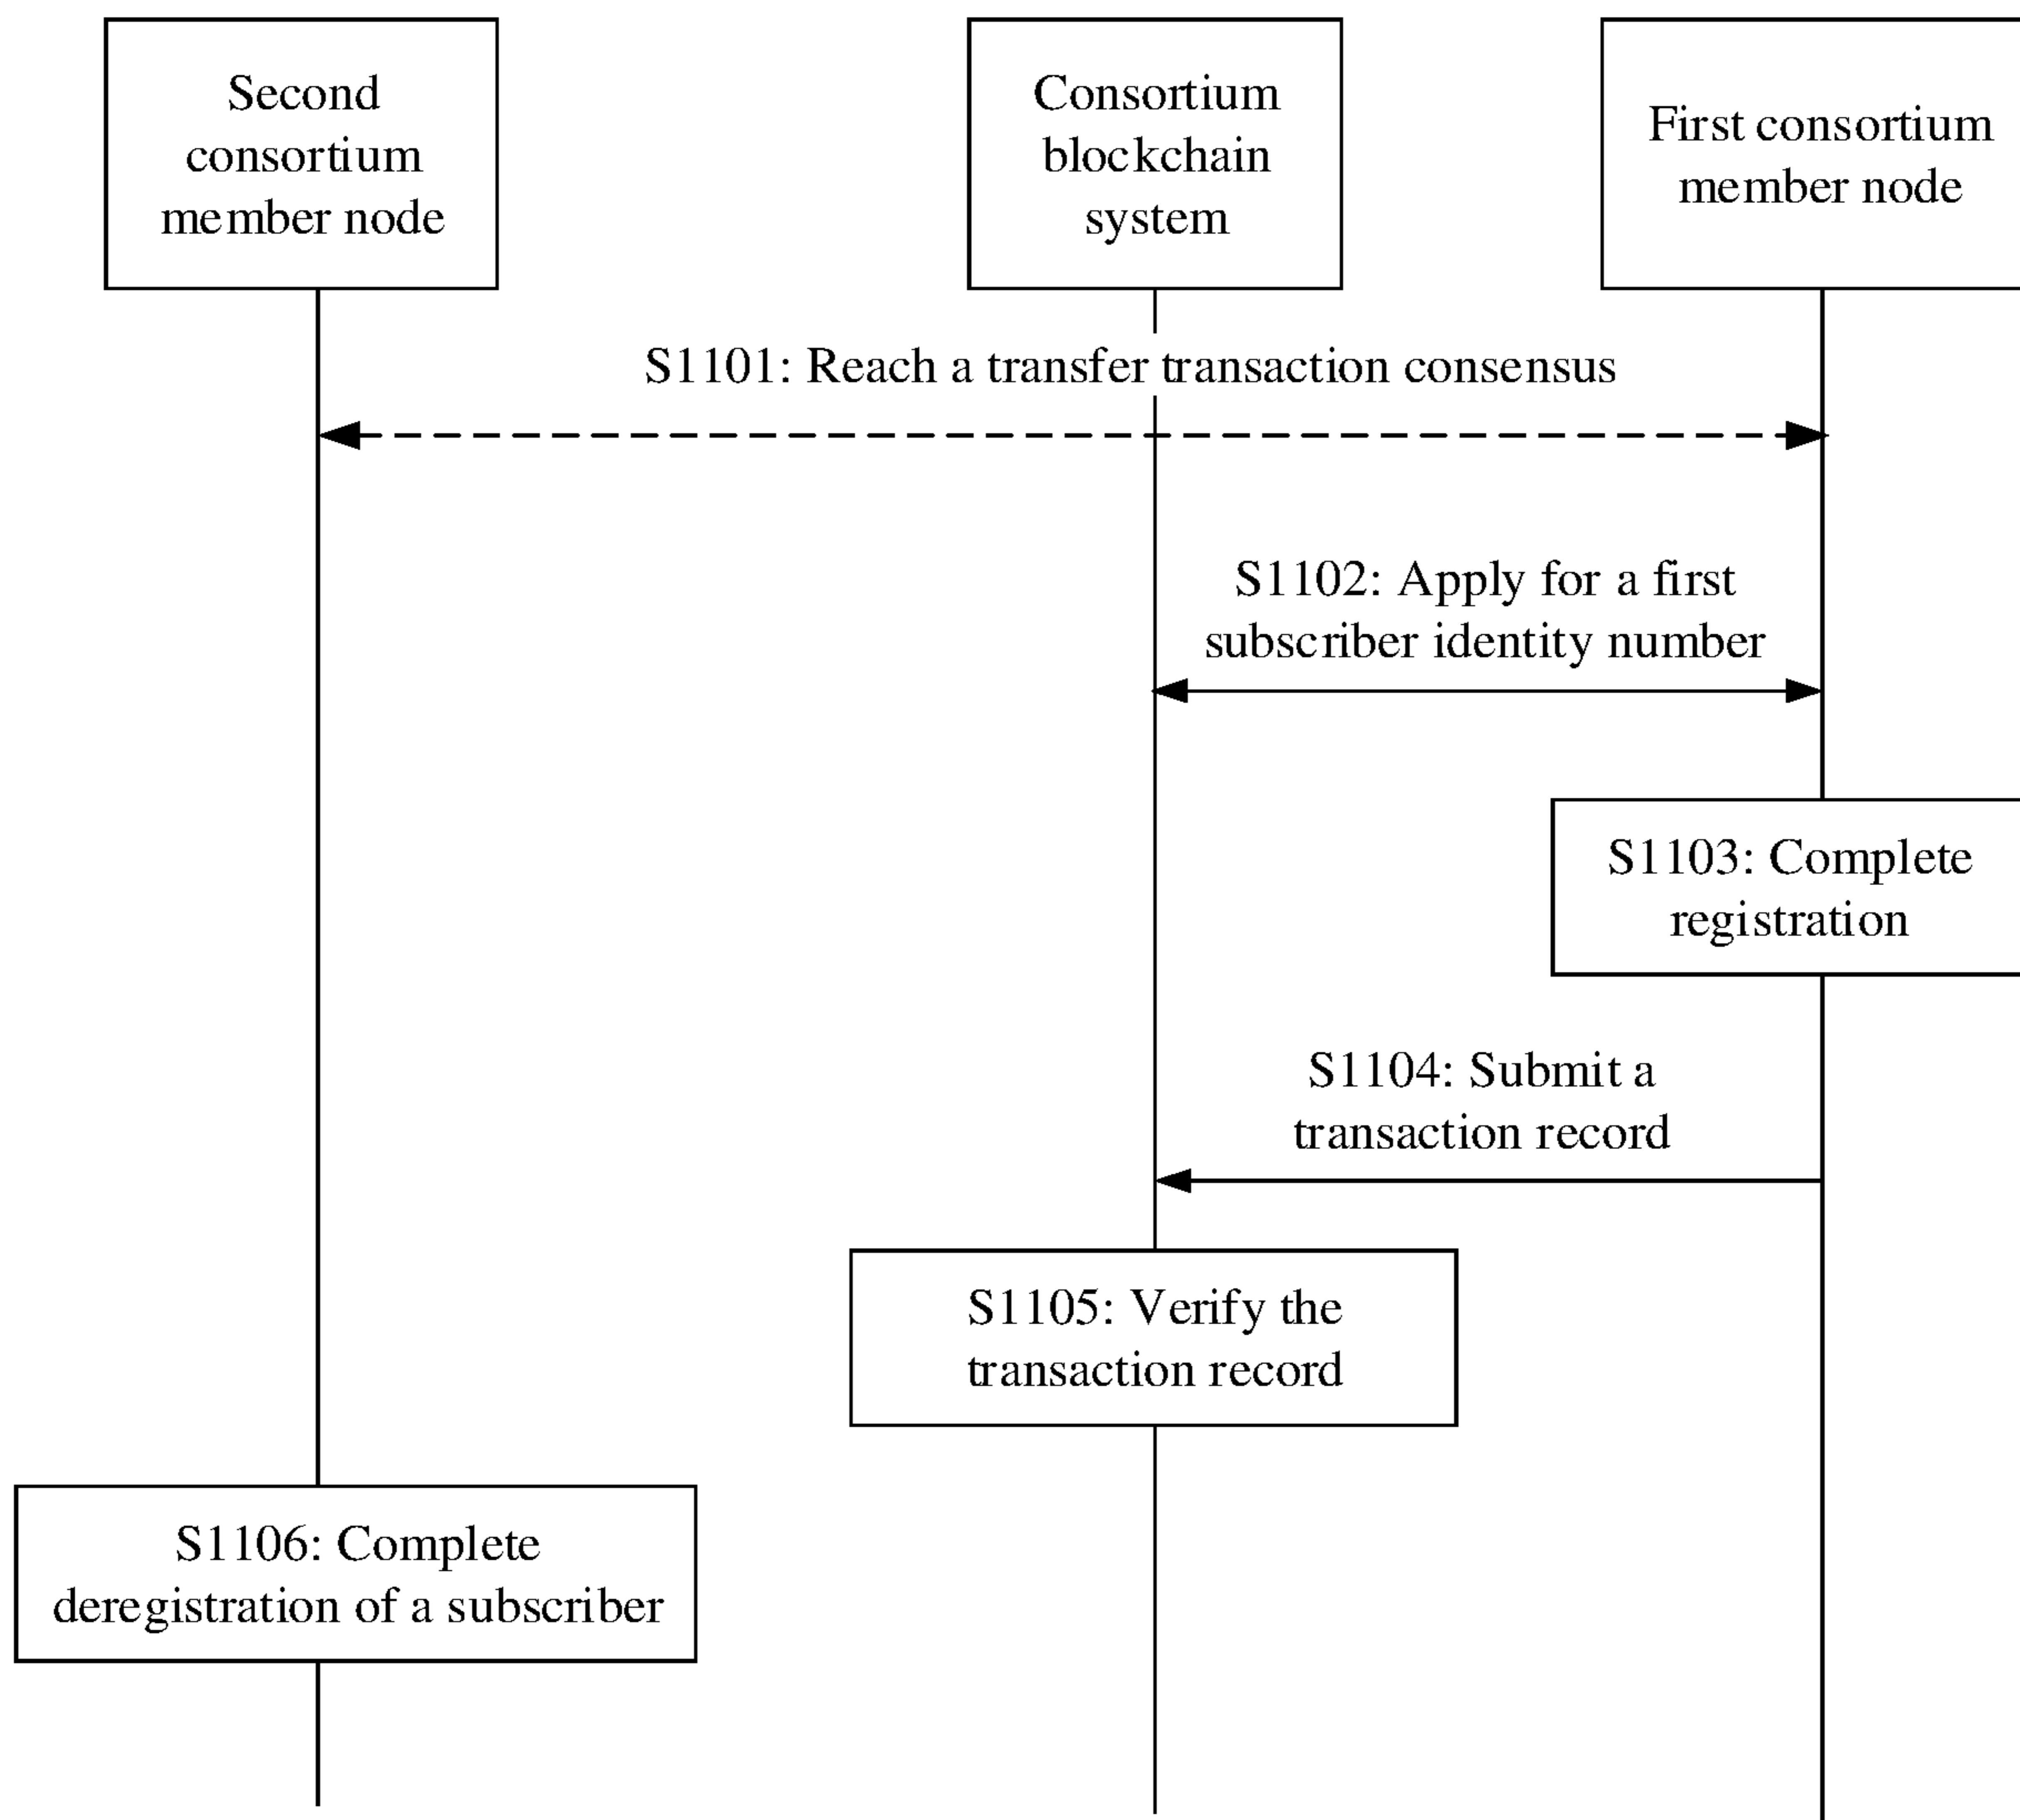 Second
consortium
member node
Consortium
blockchain
system
First consortium
member node
S1101: Reach a transfer transaction consensus
S1102: Apply for a first
subscriber identity number
S1103: Complete
registration
S1104: Submit a
transaction record
S1105: Verify the
transaction record
S1106: Complete
deregistration of a subscriber